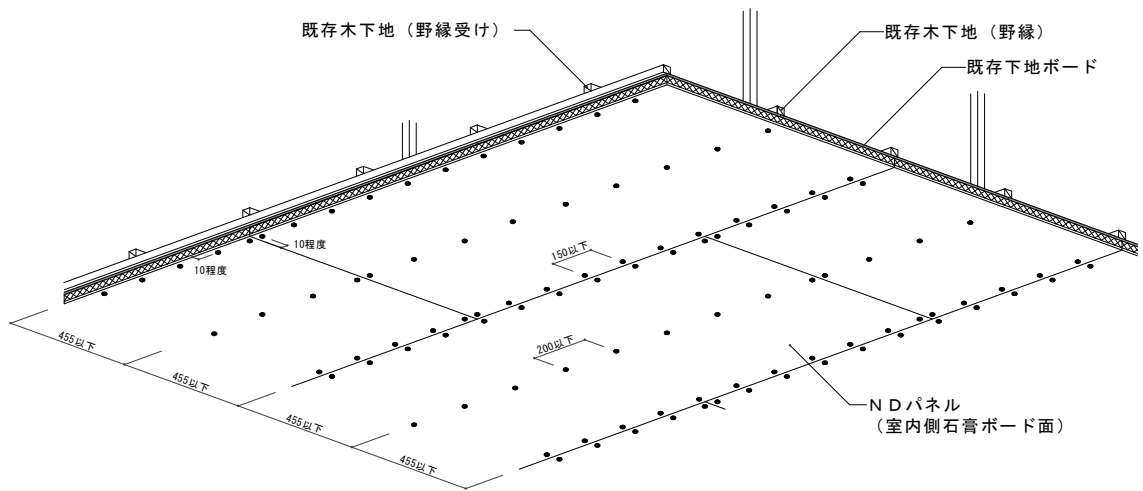 既存木下地（野縁受け）
既存木下地（野縁）
既存下地ボード
10程度
10程度
150以下
200以下
455以下
455以下
455以下
455以下
ＮＤパネル
（室内側石膏ボード面）